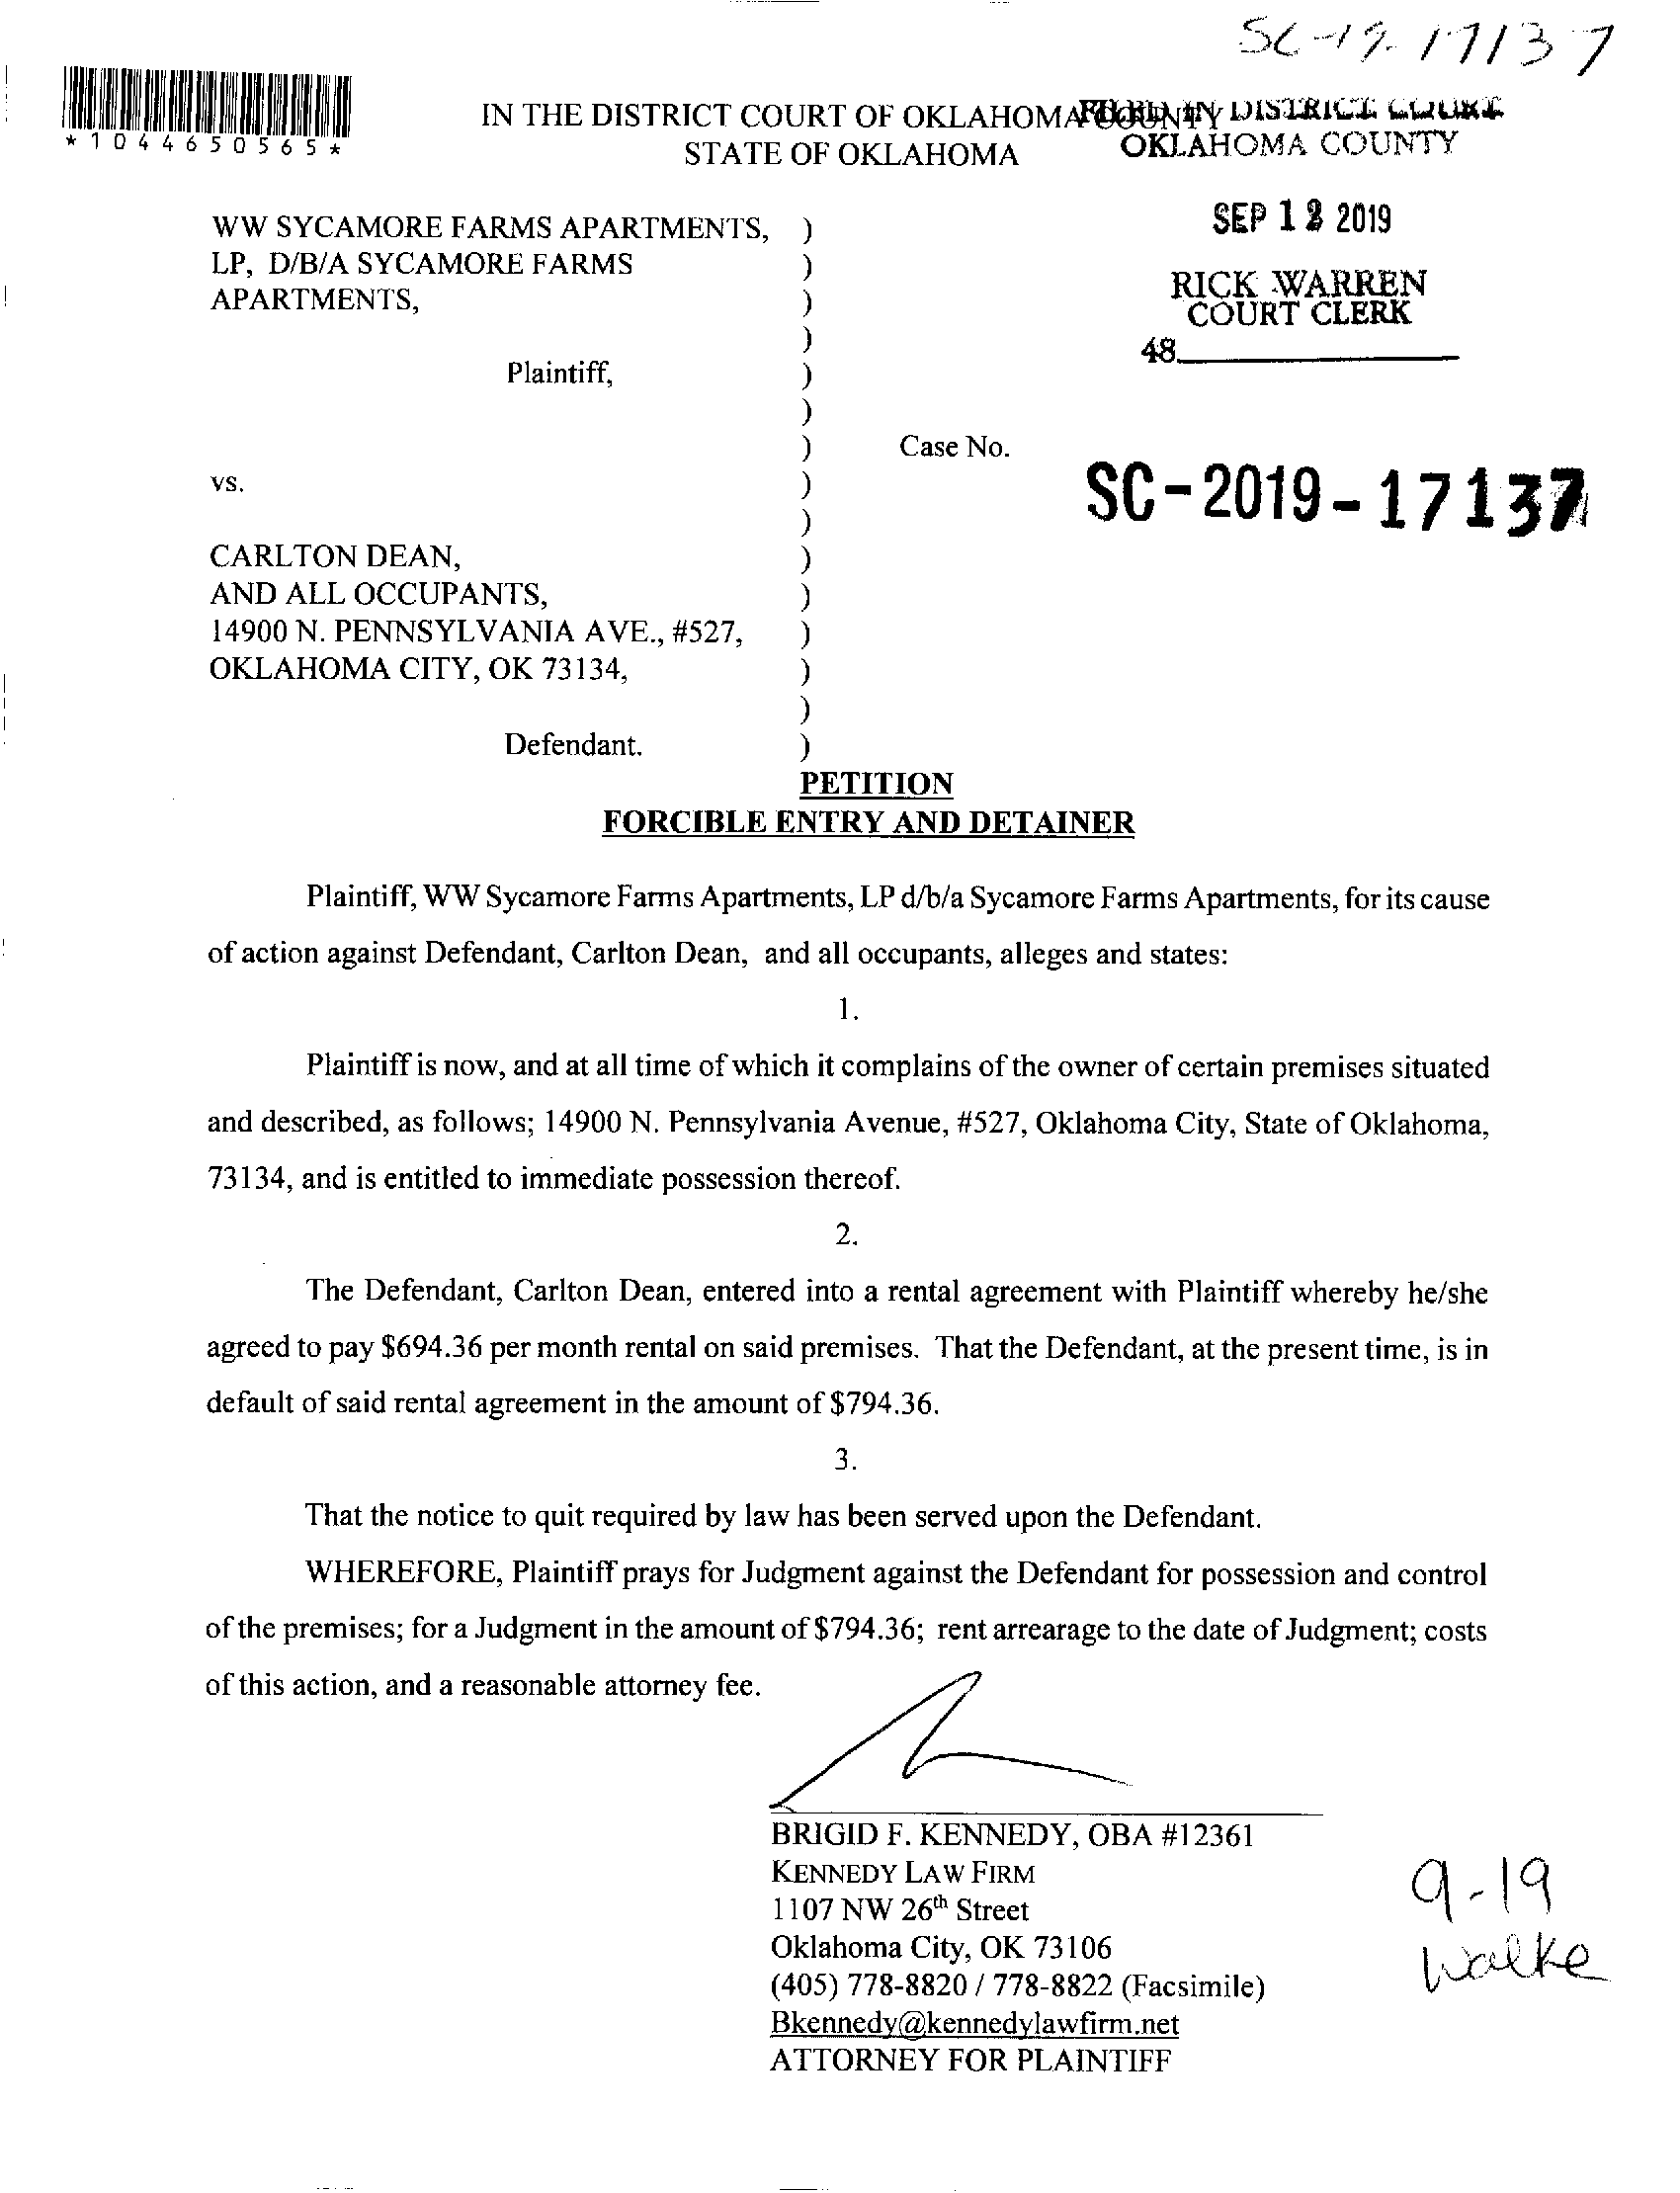 SC-19-17137
*1044650565*
IN THE DISTRICT COURT OF OKLAHOMA COUNTY
STATE OF OKLAHOMA
FILED IN DISTRICT COURT
OKLAHOMA COUNTY
SEP 2019
RICK WARREN
COURT CLERK
48
WW SYCAMORE FARMS APARTMENTS, )
LP, D/B/A SYCAMORE FARMS )
APARTMENTS, )
)
Plaintiff, )
)
) Case No.
vs. )
SC-2019-17137
)
CARLTON DEAN, )
AND ALL OCCUPANTS, )
14900 N. PENNSYLVANIA AVE., #527, )
OKLAHOMA CITY, OK 73134, )
)
Defendant. )
PETITION
FORCIBLE ENTRY AND DETAINER
Plaintiff, WW Sycamore Farms Apartments, LP d/b/a Sycamore Farms Apartments, for its cause
of action against Defendant, Carlton Dean, and all occupants, alleges and states:
1.
Plaintiff is now, and at all time of which it complains of the owner of certain premises situated
and described, as follows; 14900 N. Pennsylvania Avenue, #527, Oklahoma City, State of Oklahoma,
73134, and is entitled to immediate possession thereof.
2.
The Defendant, Carlton Dean, entered into a rental agreement with Plaintiff whereby he/she
agreed to pay $694.36 per month rental on said premises. That the Defendant, at the present time, is in
default of said rental agreement in the amount of $794.36.
3.
That the notice to quit required by law has been served upon the Defendant.
WHEREFORE, Plaintiff prays for Judgment against the Defendant for possession and control
of the premises; for a Judgment in the amount of $794.36; rent arrearage to the date of Judgment; costs
of this action, and a reasonable attorney fee.
BRIGID F. KENNEDY, OBA #12361
KENNEDY LAW FIRM
1107 NW 26th Street
Oklahoma City, OK 73106
(405) 778-8820 / 778-8822 (Facsimile)
Bkennedy@kennedylawfirm.net
ATTORNEY FOR PLAINTIFF
9-19
Walke